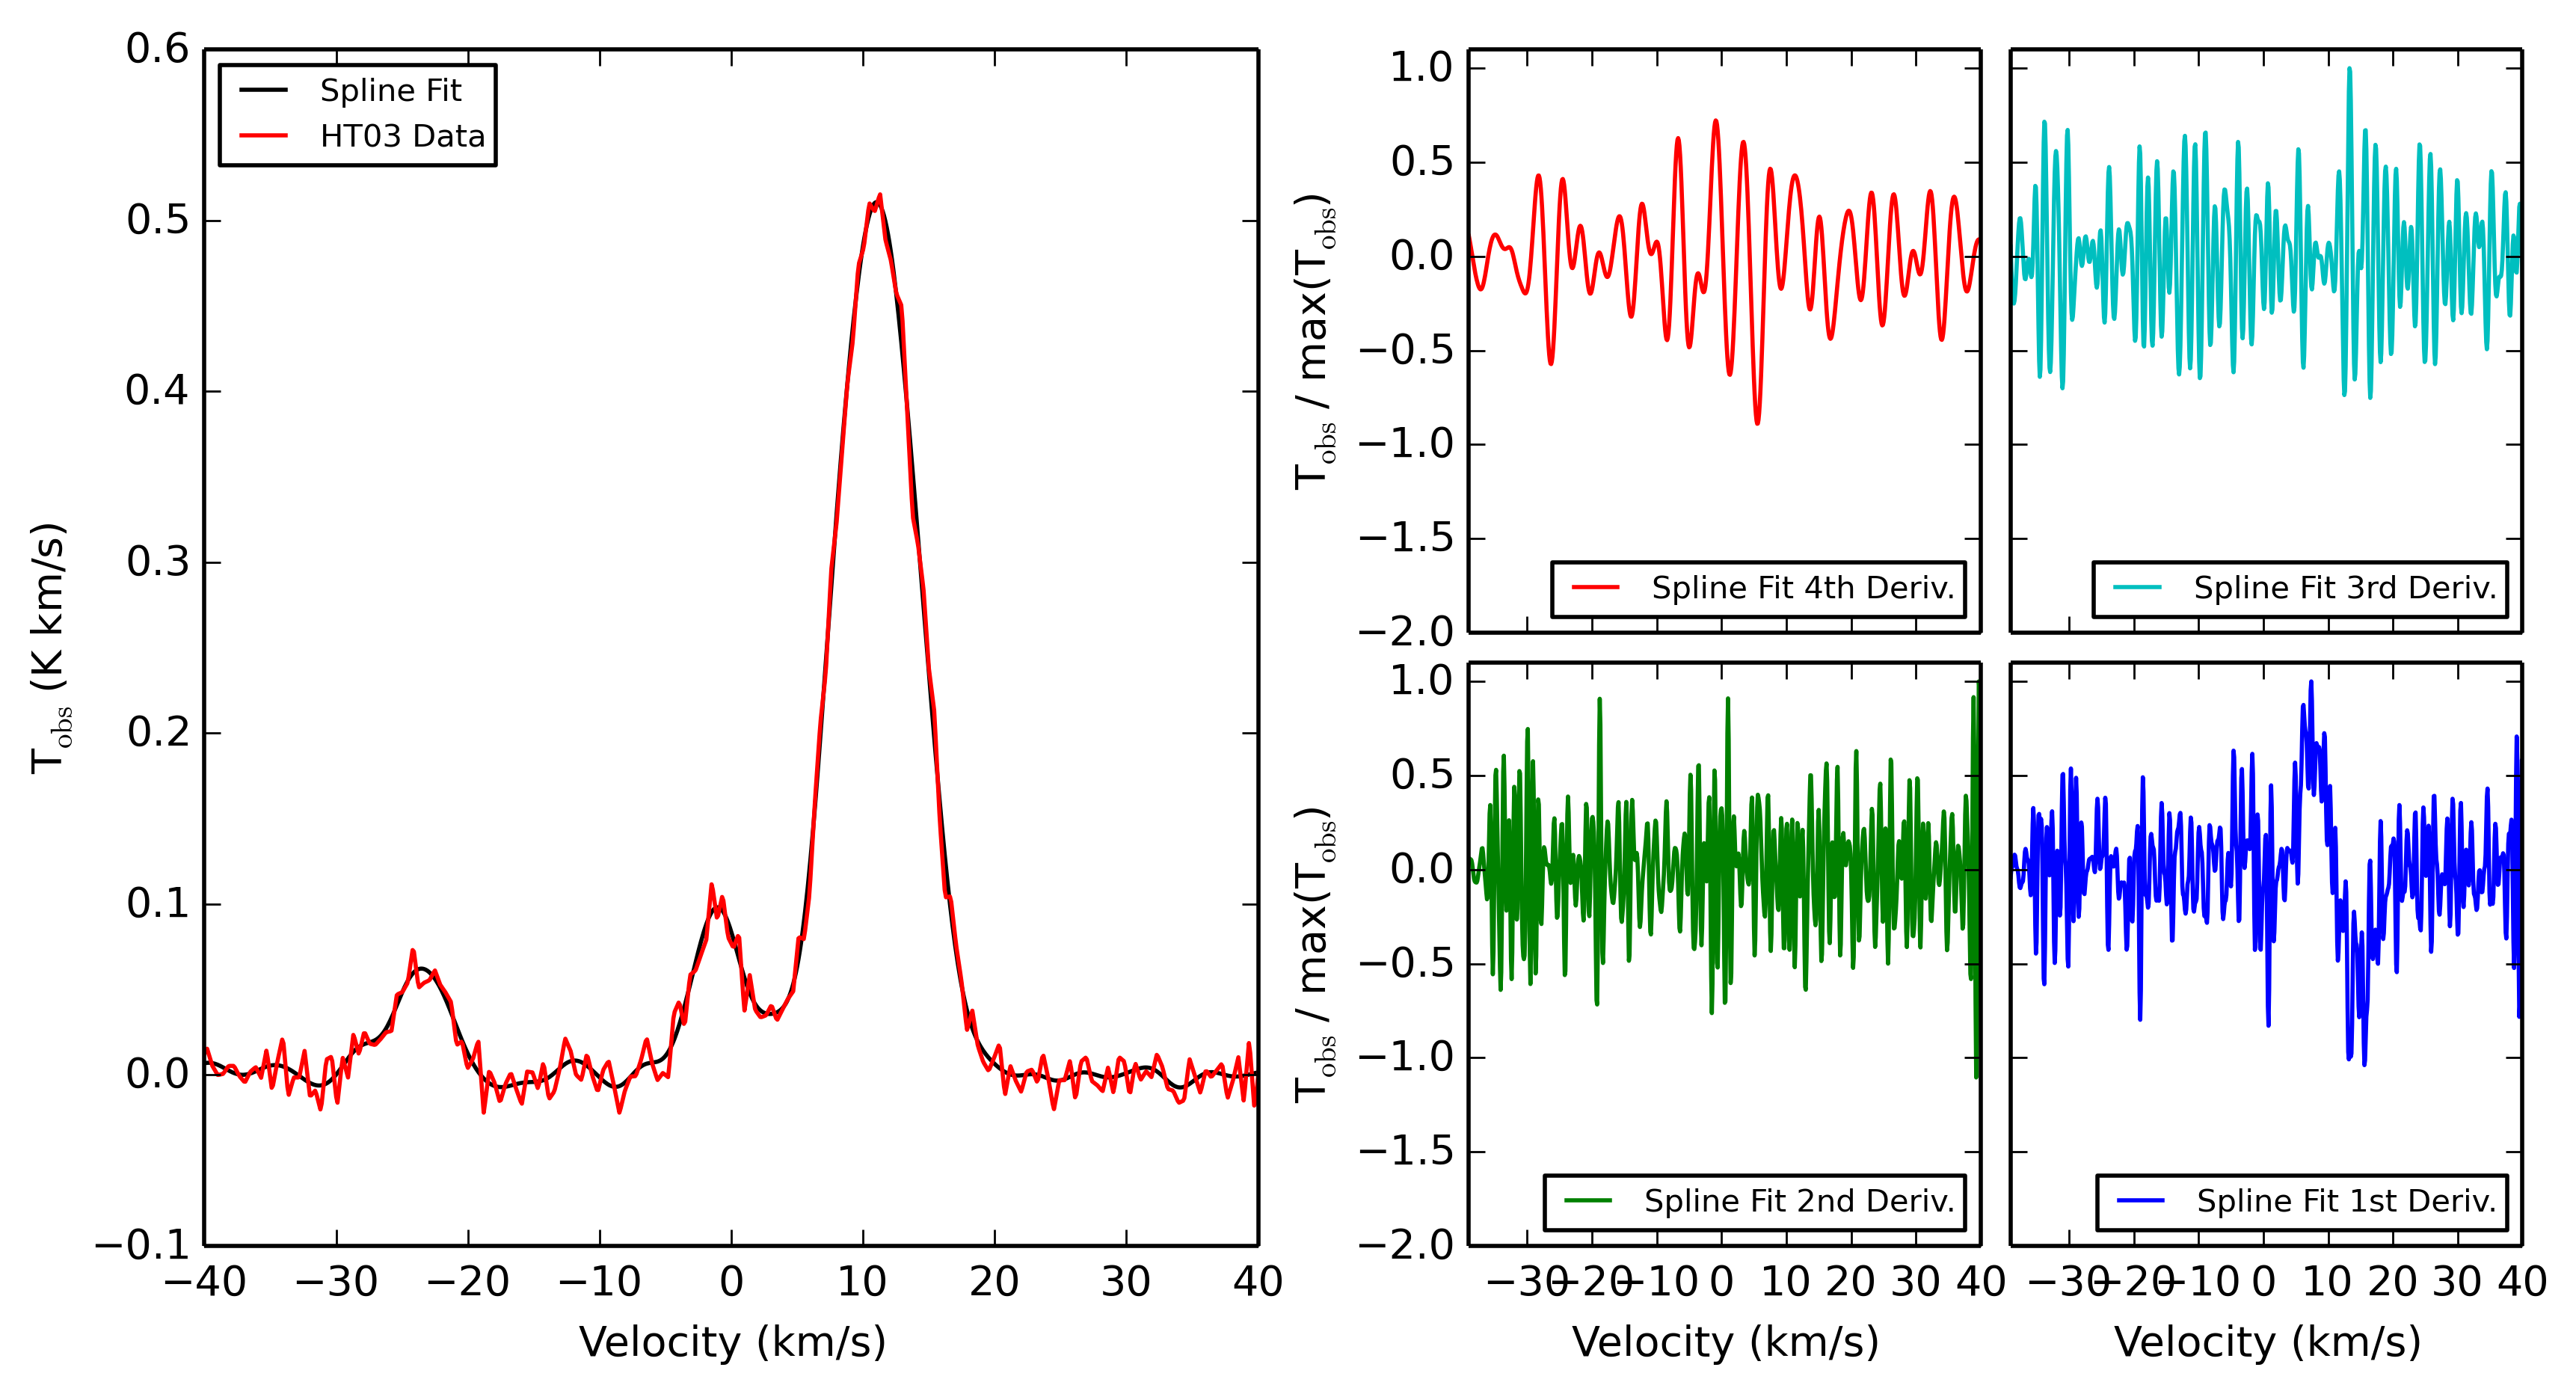 0.6
0.5
0.4
0.3
0.2
0.1
0.0
−0.1
T_obs (K km/s)
Spline Fit
HT03 Data
−40 −30 −20 −10 0 10 20 30 40
Velocity (km/s)
1.0
0.5
0.0
−0.5
−1.0
−1.5
−2.0
T_obs / max(T_obs)
Spline Fit 4th Deriv.
Spline Fit 3rd Deriv.
1.0
0.5
0.0
−0.5
−1.0
−1.5
−2.0
T_obs / max(T_obs)
Spline Fit 2nd Deriv.
−30 −20 −10 0 10 20 30 40
Velocity (km/s)
Spline Fit 1st Deriv.
−30 −20 −10 0 10 20 30 40
Velocity (km/s)